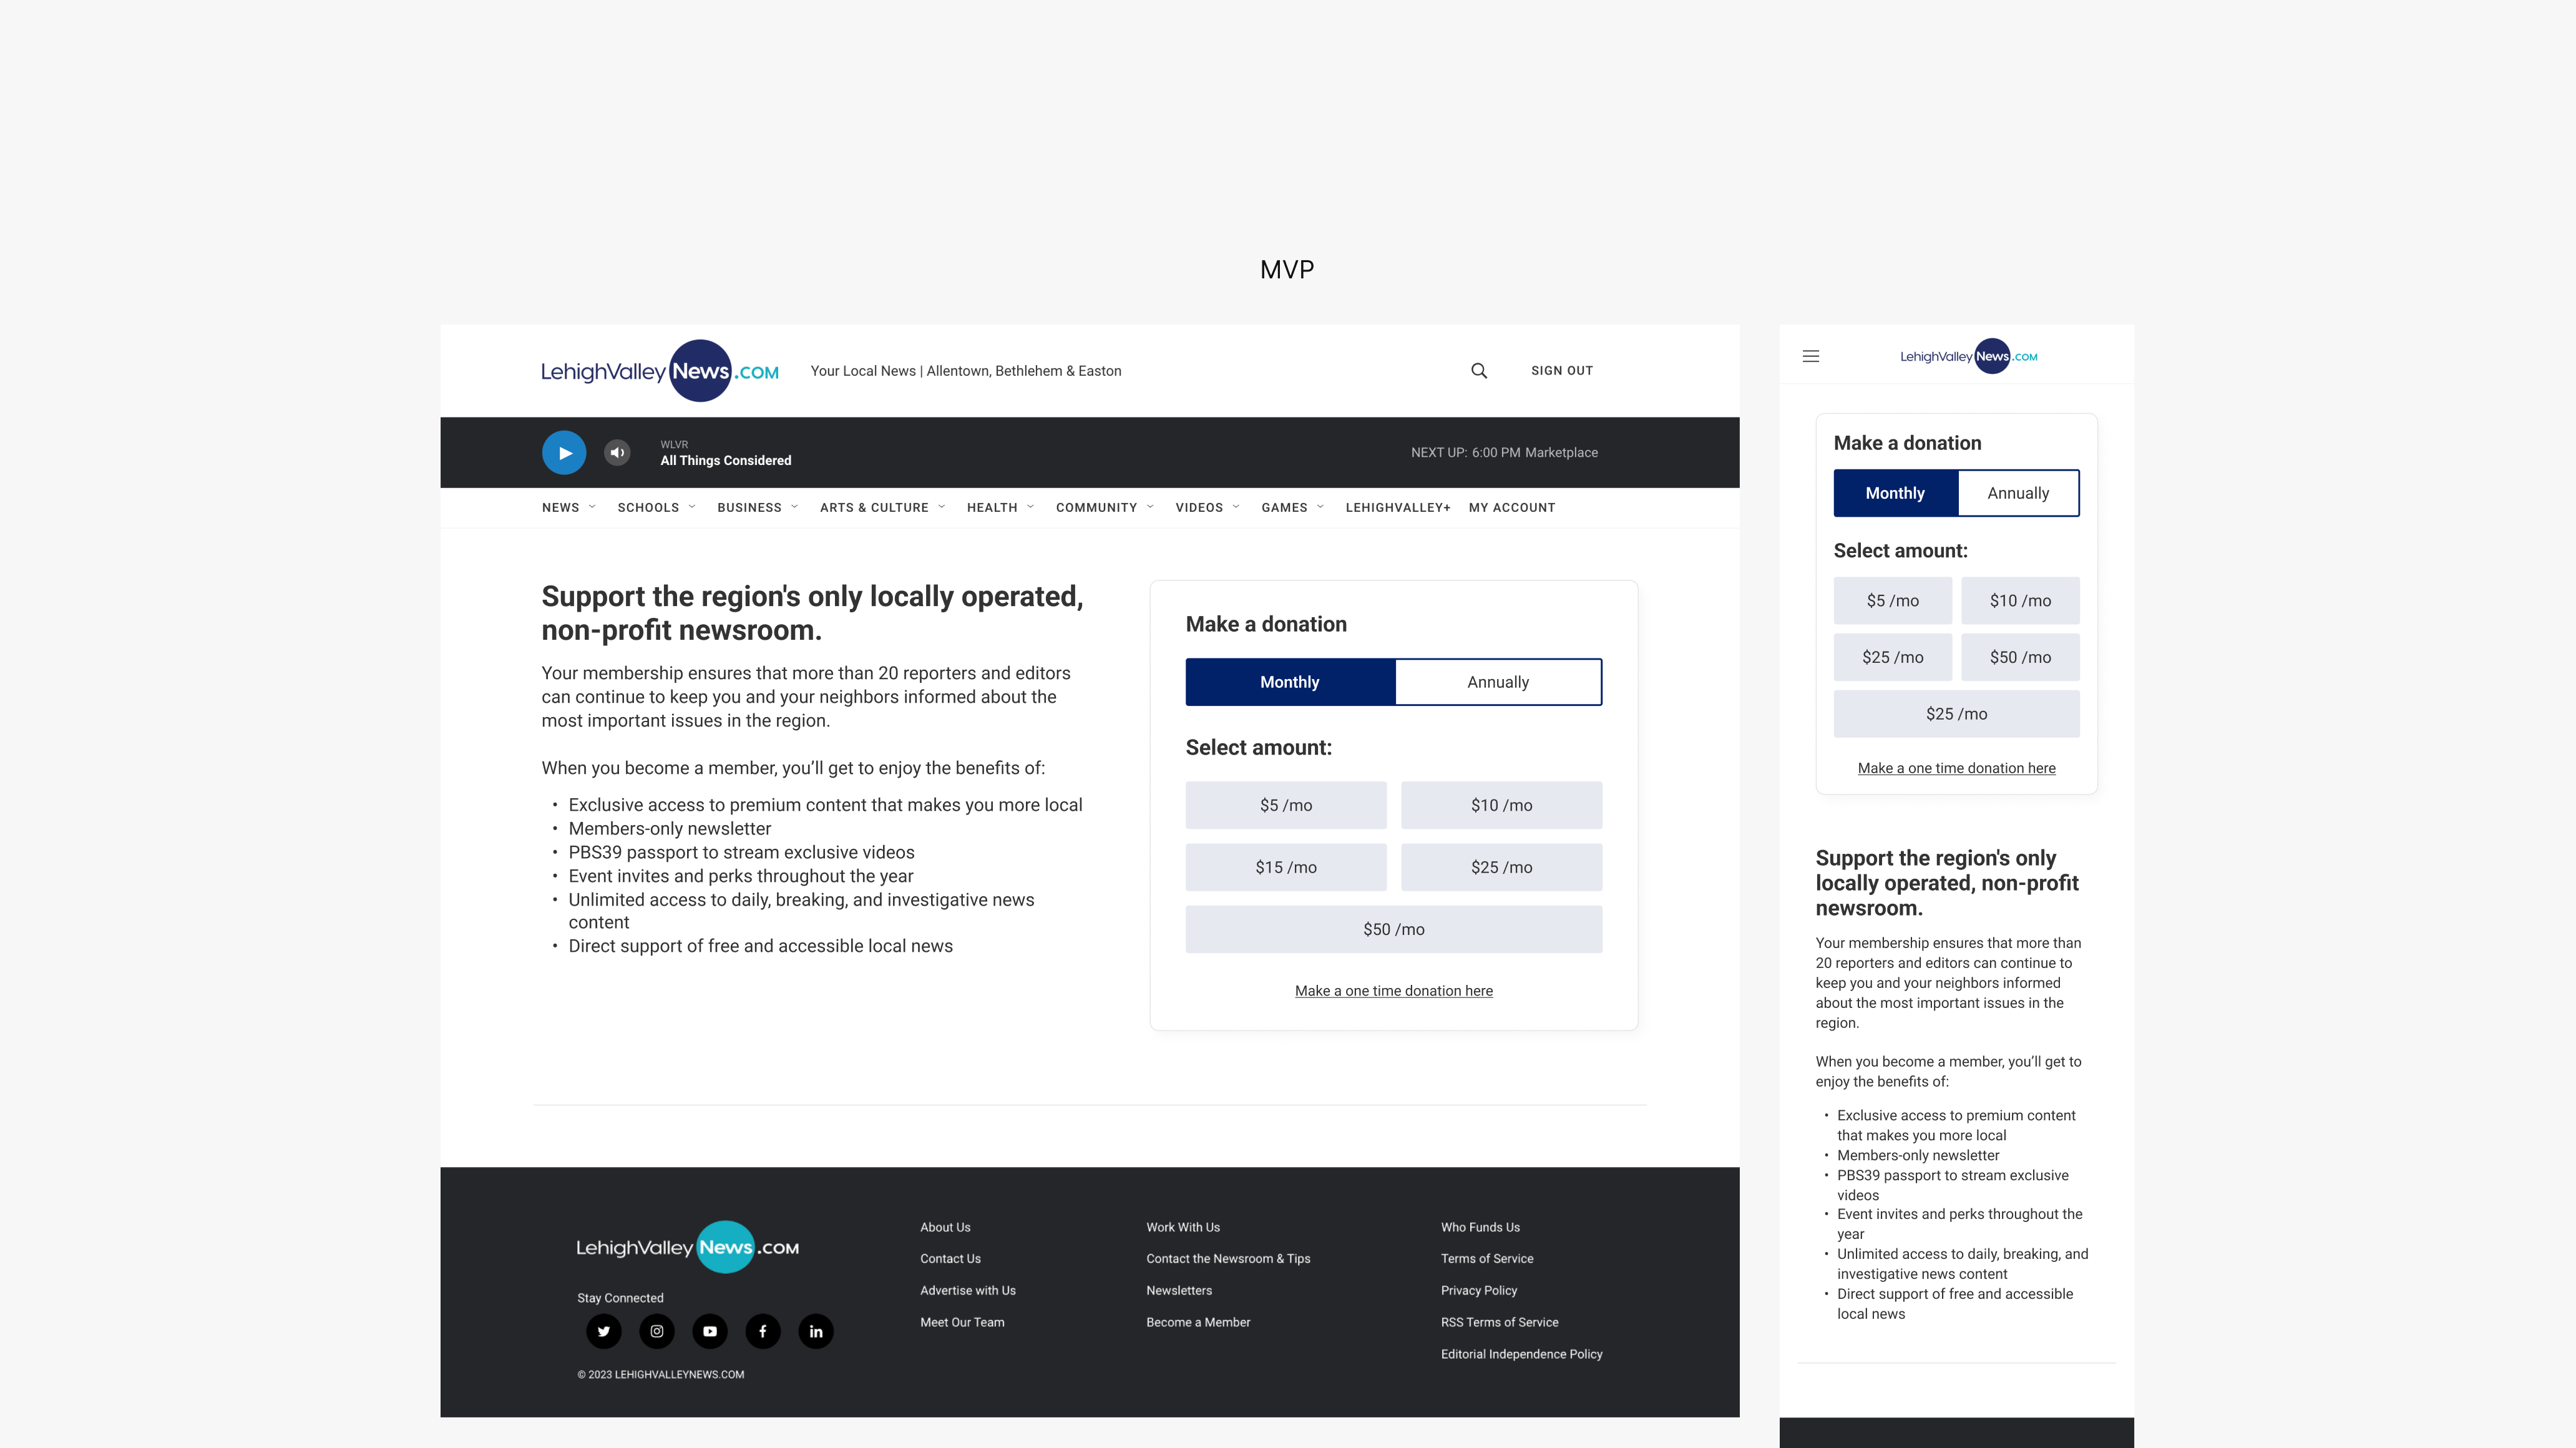 MVP
LehighValley News .COM
Your Local News | Allentown, Bethlehem & Easton
SIGN OUT
WLVR
All Things Considered
NEXT UP: 6:00 PM Marketplace
NEWS SCHOOLS BUSINESS ARTS & CULTURE HEALTH COMMUNITY VIDEOS GAMES LEHIGHVALLEY+ MY ACCOUNT
Support the region's only locally operated,
non-profit newsroom.
Your membership ensures that more than 20 reporters and editors
can continue to keep you and your neighbors informed about the
most important issues in the region.
When you become a member, you’ll get to enjoy the benefits of:
• Exclusive access to premium content that makes you more local
• Members-only newsletter
• PBS39 passport to stream exclusive videos
• Event invites and perks throughout the year
• Unlimited access to daily, breaking, and investigative news
content
• Direct support of free and accessible local news
Make a donation
Monthly Annually
Select amount:
$5 /mo $10 /mo
$15 /mo $25 /mo
$50 /mo
Make a one time donation here
LehighValley News .COM
Stay Connected
© 2023 LEHIGHVALLEYNEWS.COM
About Us
Contact Us
Advertise with Us
Meet Our Team
Work With Us
Contact the Newsroom & Tips
Newsletters
Become a Member
Who Funds Us
Terms of Service
Privacy Policy
RSS Terms of Service
Editorial Independence Policy
LehighValley News .COM
Make a donation
Monthly Annually
Select amount:
$5 /mo $10 /mo
$25 /mo $50 /mo
$25 /mo
Make a one time donation here
Support the region's only
locally operated, non-profit
newsroom.
Your membership ensures that more than
20 reporters and editors can continue to
keep you and your neighbors informed
about the most important issues in the
region.
When you become a member, you’ll get to
enjoy the benefits of:
• Exclusive access to premium content
that makes you more local
• Members-only newsletter
• PBS39 passport to stream exclusive
videos
• Event invites and perks throughout the
year
• Unlimited access to daily, breaking, and
investigative news content
• Direct support of free and accessible
local news